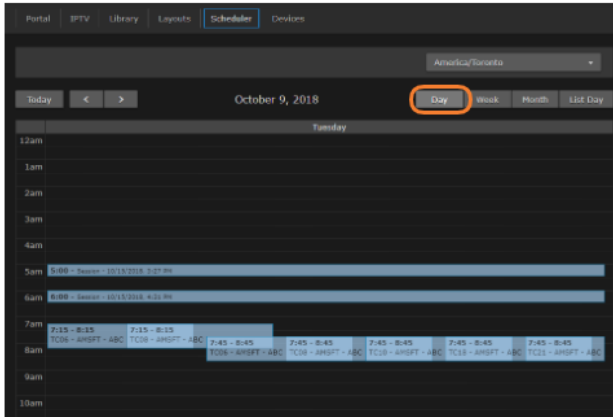 Portal IPTV Library Layouts Scheduler Devices
America/Toronto
Today < > October 9, 2018 Day Week Month List Day
Tuesday
12am
1am
2am
3am
4am
5am 5:00 - Session - 10/15/2018, 3:27 PM
6am 6:00 - Session - 10/15/2018, 4:31 PM
7am
7:15 - 8:15 7:15 - 8:15
TC06 - AMSFT - ABC TC08 - AMSFT - ABC
7:45 - 8:45 7:45 - 8:45 7:45 - 8:45 7:45 - 8:45 7:45 - 8:45
8am TC06 - AMSFT - ABC TC08 - AMSFT - ABC TC10 - AMSFT - ABC TC18 - AMSFT - ABC TC21 - AMSFT - ABC
9am
10am